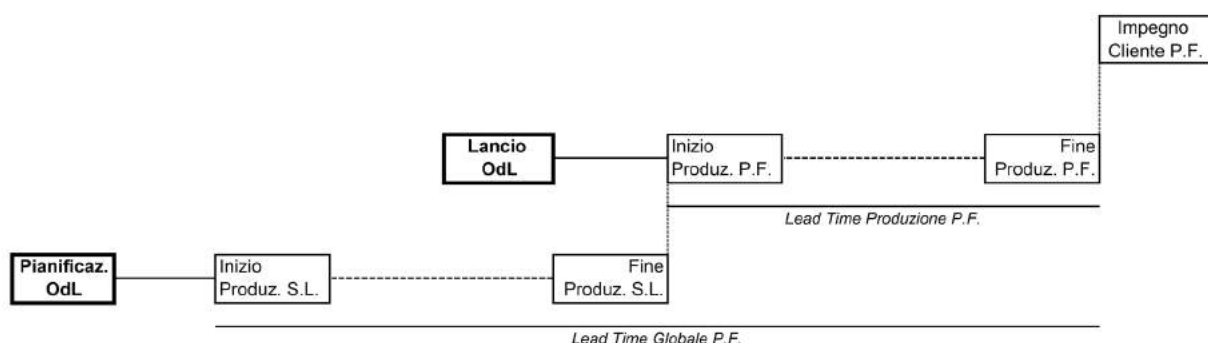 Impegno
Cliente P.F.
Lancio
OdL
Inizio
Produz. P.F.
Fine
Produz. P.F.
Lead Time Produzione P.F.
Pianificaz.
OdL
Inizio
Produz. S.L.
Fine
Produz. S.L.
Lead Time Globale P.F.